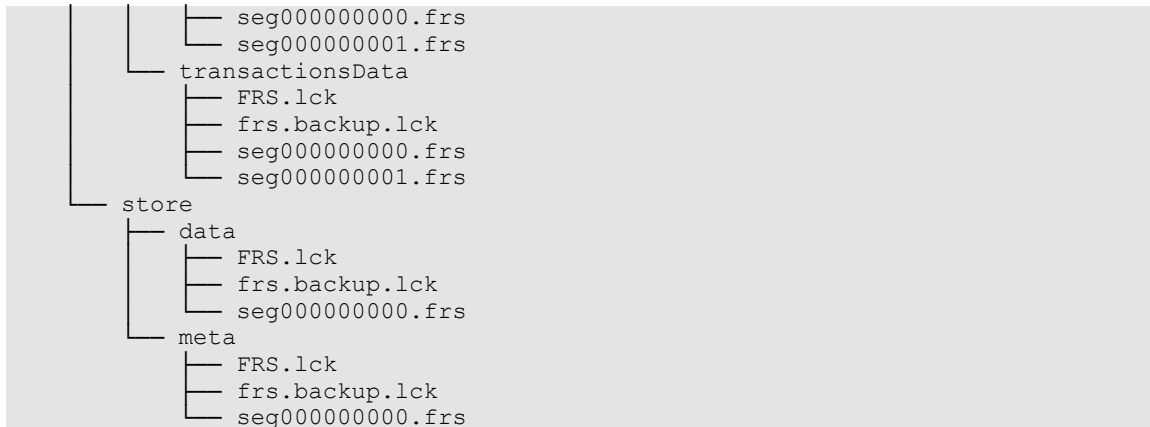 │   │   ├── seg000000000.frs
│   │   └── seg000000001.frs
│   └── transactionsData
│       ├── FRS.lck
│       ├── frs.backup.lck
│       ├── seg000000000.frs
│       └── seg000000001.frs
└── store
    ├── data
    │   ├── FRS.lck
    │   ├── frs.backup.lck
    │   └── seg000000000.frs
    └── meta
        ├── FRS.lck
        ├── frs.backup.lck
        └── seg000000000.frs